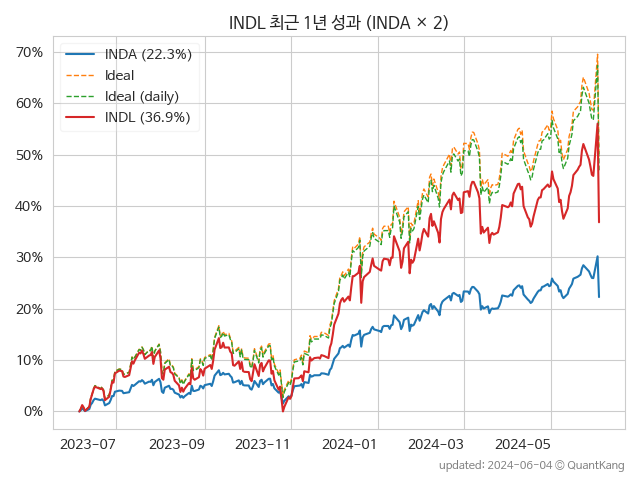 INDL 최근 1년 성과 (INDA × 2)
70%
60%
50%
40%
30%
20%
10%
0%
INDA (22.3%)
Ideal
Ideal (daily)
INDL (36.9%)
2023-07
2023-09
2023-11
2024-01
2024-03
2024-05
updated: 2024-06-04 © QuantKang